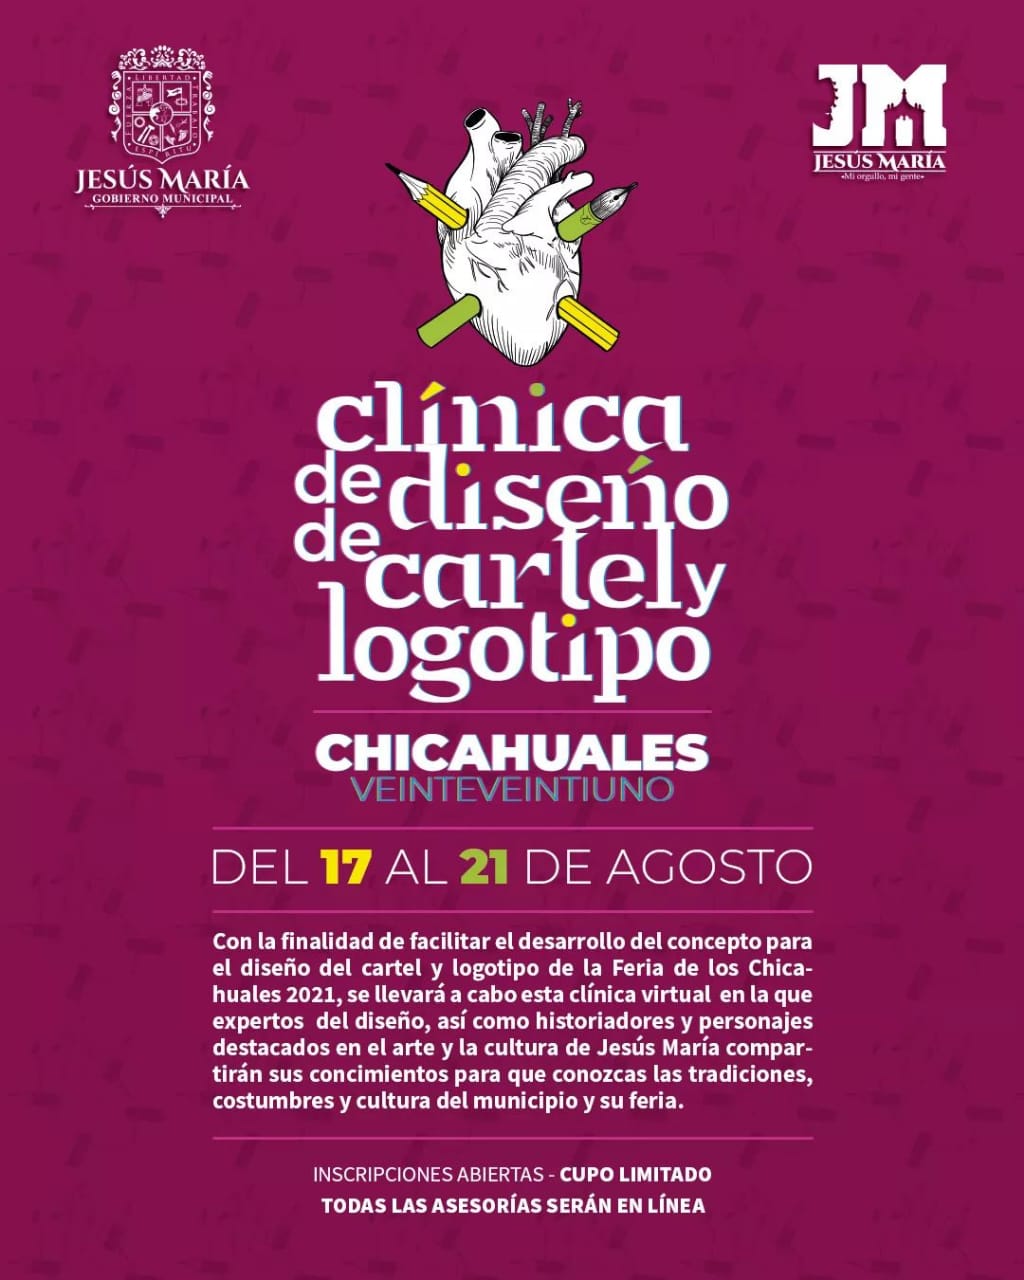 LIBERTAD
TRABAJO
FUERZA
ESPÍRITU
JESÚS MARÍA
GOBIERNO MUNICIPAL
JM
JESÚS MARÍA
•Mi orgullo, mi gente•
clínica
de diseño
de cartel y
logotipo
CHICAHUALES
VEINTEVEINTIUNO
DEL 17 AL 21 DE AGOSTO
Con la finalidad de facilitar el desarrollo del concepto para
el diseño del cartel y logotipo de la Feria de los Chica-
huales 2021, se llevará a cabo esta clínica virtual en la que
expertos del diseño, así como historiadores y personajes
destacados en el arte y la cultura de Jesús María compar-
tirán sus concimientos para que conozcas las tradiciones,
costumbres y cultura del municipio y su feria.
INSCRIPCIONES ABIERTAS - CUPO LIMITADO
TODAS LAS ASESORÍAS SERÁN EN LÍNEA